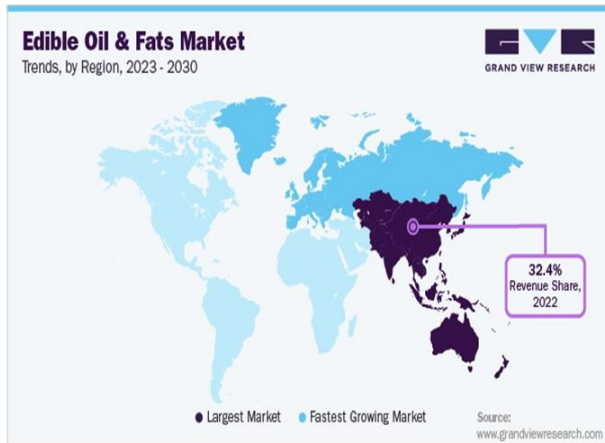 Edible Oil & Fats Market
Trends, by Region, 2023 - 2030
GRAND VIEW RESEARCH
32.4%
Revenue Share,
2022
Largest Market
Fastest Growing Market
Source:
www.grandviewresearch.com